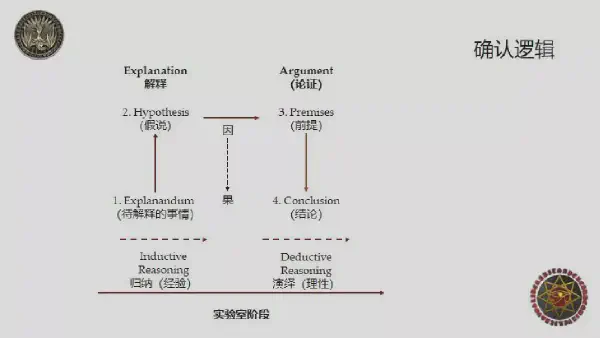 确认逻辑
Explanation
解释
Argument
(论证)
2. Hypothesis
(假说)
3. Premises
(前提)
因
果
1. Explanandum
(待解释的事情)
4. Conclusion
(结论)
Inductive
Reasoning
归纳（经验）
Deductive
Reasoning
演绎（理性）
实验室阶段